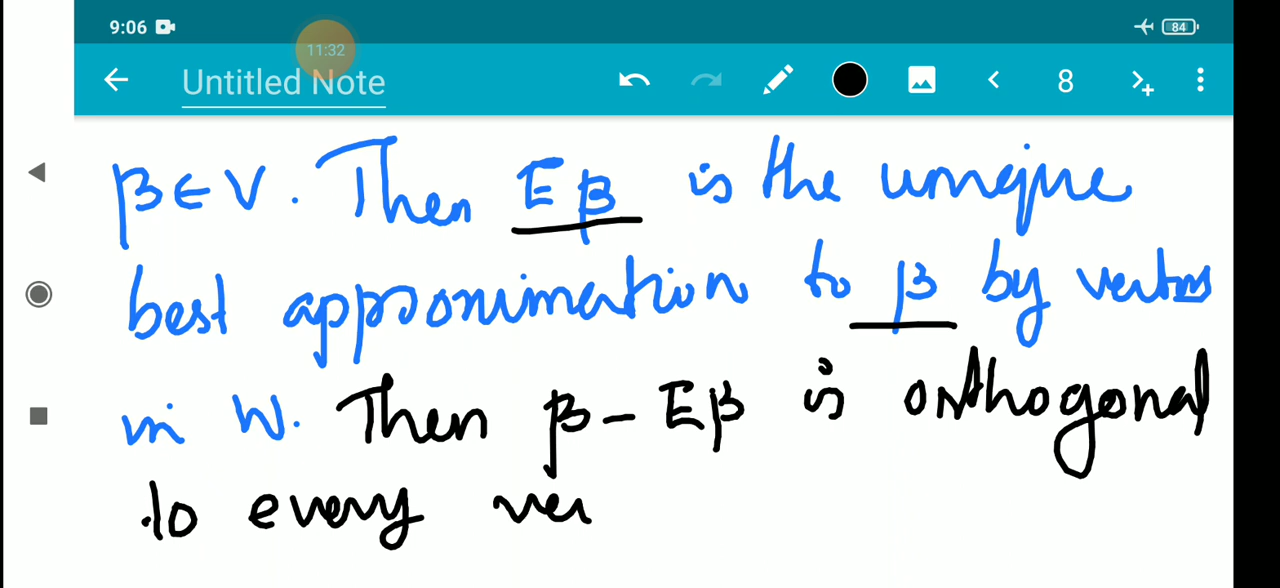 9:06
84
11:32
Untitled Note
8
β ∈ V. Then Eβ is the unique
best approximation to β by vectors
in W. Then β - Eβ is orthogonal
to every vec